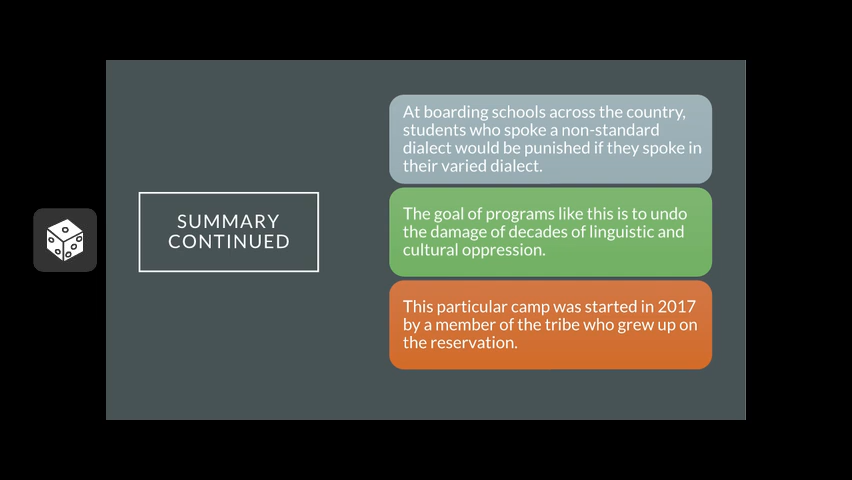 SUMMARY
CONTINUED
At boarding schools across the country,
students who spoke a non-standard
dialect would be punished if they spoke in
their varied dialect.
The goal of programs like this is to undo
the damage of decades of linguistic and
cultural oppression.
This particular camp was started in 2017
by a member of the tribe who grew up on
the reservation.